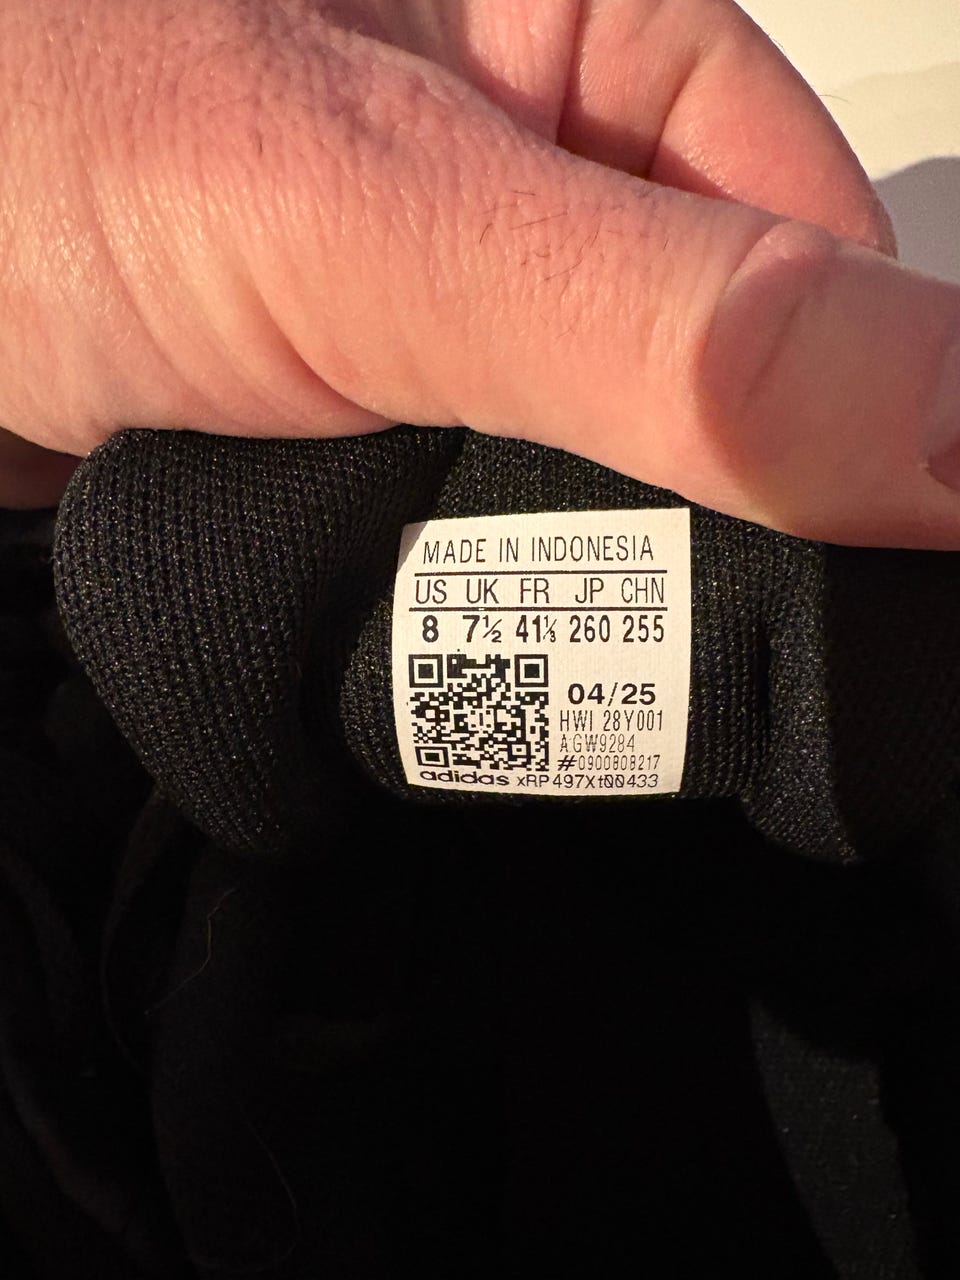 MADE IN INDONESIA
US UK FR JP CHN
8 7½ 41⅓ 260 255
04/25
HWI 28Y001
A:GW9284
#0900808217
adidas xRP497Xt00433